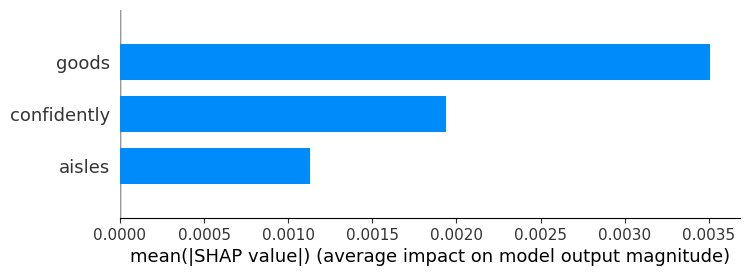 goods
confidently
aisles
0.0000 0.0005 0.0010 0.0015 0.0020 0.0025 0.0030 0.0035
mean(|SHAP value|) (average impact on model output magnitude)